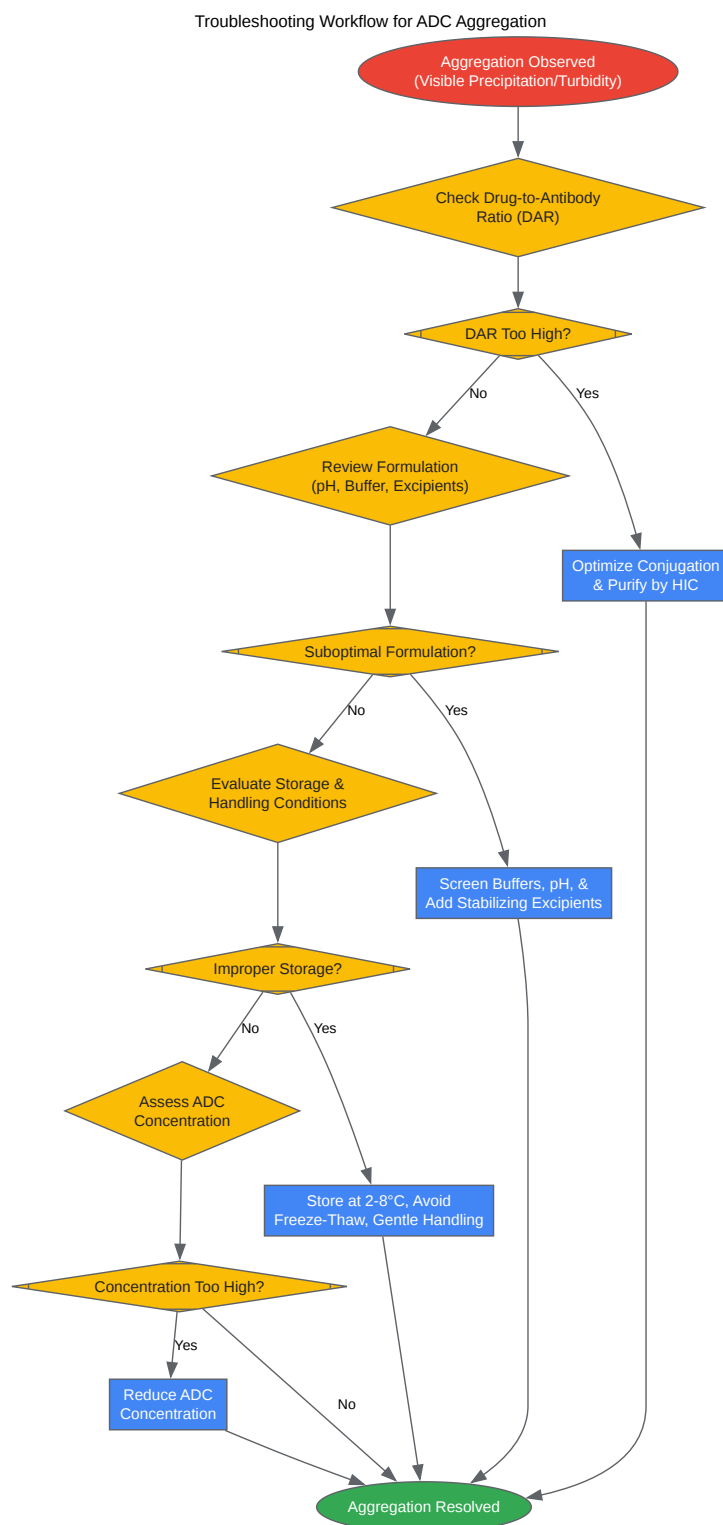 Troubleshooting Workflow for ADC Aggregation
Aggregation Observed
(Visible Precipitation/Turbidity)
Check Drug-to-Antibody
Ratio (DAR)
DAR Too High?
No
Yes
Review Formulation
(pH, Buffer, Excipients)
Optimize Conjugation
& Purify by HIC
Suboptimal Formulation?
No
Yes
Evaluate Storage &
Handling Conditions
Screen Buffers, pH, &
Add Stabilizing Excipients
Improper Storage?
No
Yes
Assess ADC
Concentration
Store at 2-8°C, Avoid
Freeze-Thaw, Gentle Handling
Concentration Too High?
Yes
No
Reduce ADC
Concentration
Aggregation Resolved